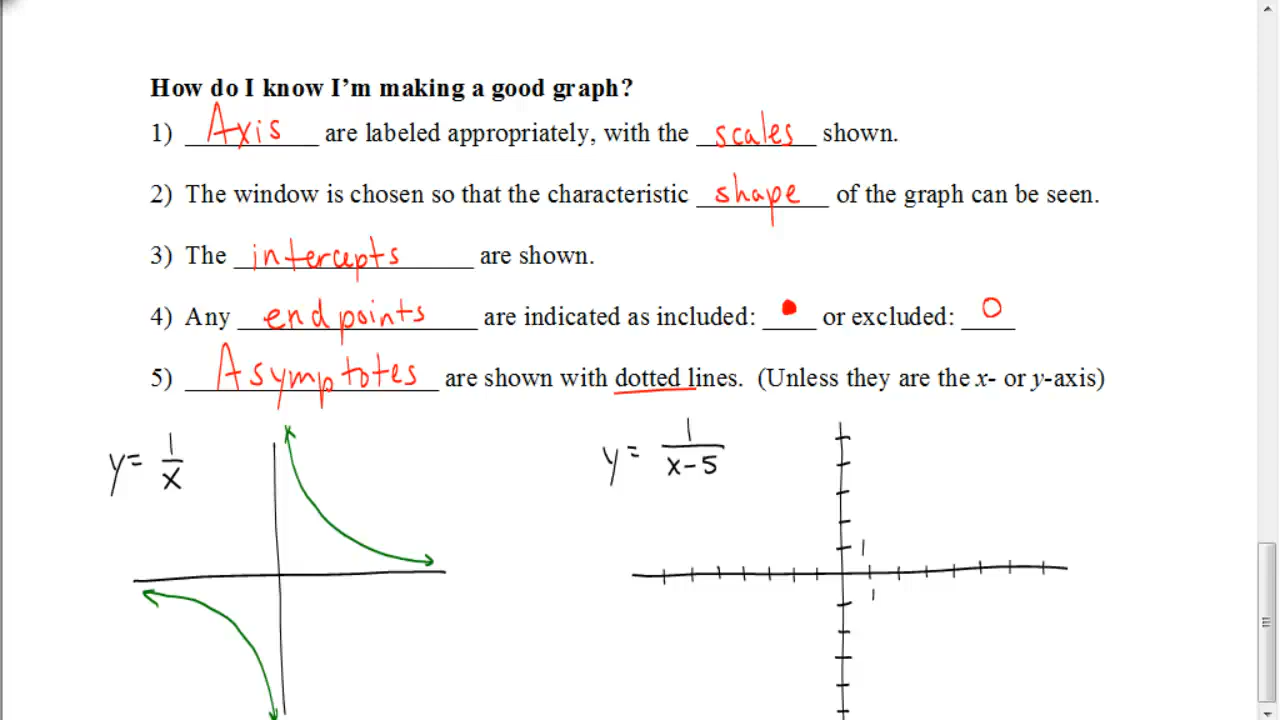 How do I know I'm making a good graph?
1) Axis are labeled appropriately, with the scales shown.
2) The window is chosen so that the characteristic shape of the graph can be seen.
3) The intercepts are shown.
4) Any endpoints are indicated as included: or excluded:
5) Asymptotes are shown with dotted lines. (Unless they are the x- or y-axis)
y = 1/x
y = 1/(x-5)
1
1